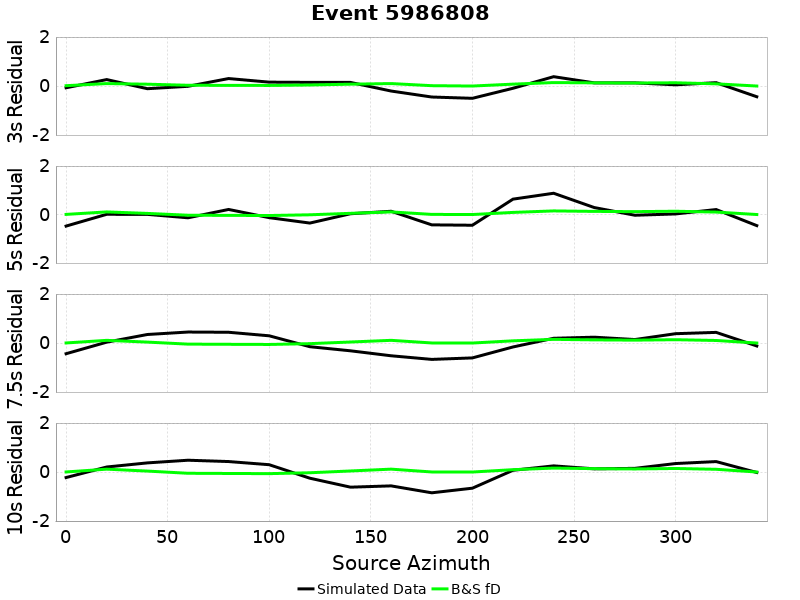 Event 5986808
2
0
-2
3s Residual
2
0
-2
5s Residual
2
0
-2
7.5s Residual
2
0
-2
10s Residual
0 50 100 150 200 250 300
Source Azimuth
Simulated Data B&S fD